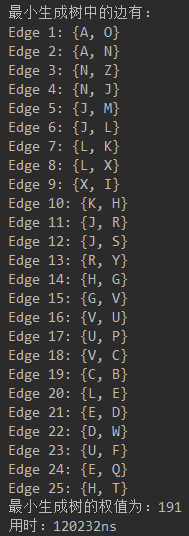 最小生成树中的边有：
Edge 1: {A, O}
Edge 2: {A, N}
Edge 3: {N, Z}
Edge 4: {N, J}
Edge 5: {J, M}
Edge 6: {J, L}
Edge 7: {L, K}
Edge 8: {L, X}
Edge 9: {X, I}
Edge 10: {K, H}
Edge 11: {J, R}
Edge 12: {J, S}
Edge 13: {R, Y}
Edge 14: {H, G}
Edge 15: {G, V}
Edge 16: {V, U}
Edge 17: {U, P}
Edge 18: {V, C}
Edge 19: {C, B}
Edge 20: {L, E}
Edge 21: {E, D}
Edge 22: {D, W}
Edge 23: {U, F}
Edge 24: {E, Q}
Edge 25: {H, T}
最小生成树的权值为：191
用时：120232ns